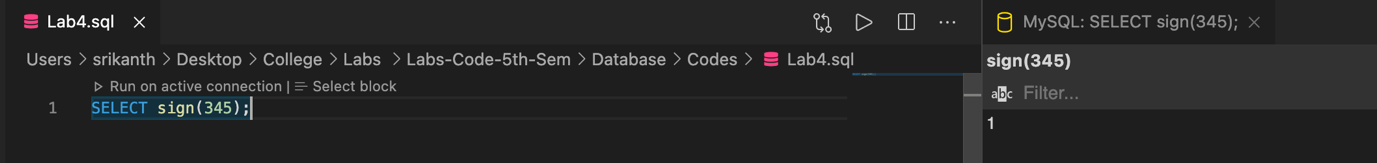 Lab4.sql
Users > srikanth > Desktop > College > Labs > Labs-Code-5th-Sem > Database > Codes > Lab4.sql
Run on active connection | Select block
1 SELECT sign(345);
MySQL: SELECT sign(345);
sign(345)
abc Filter...
1